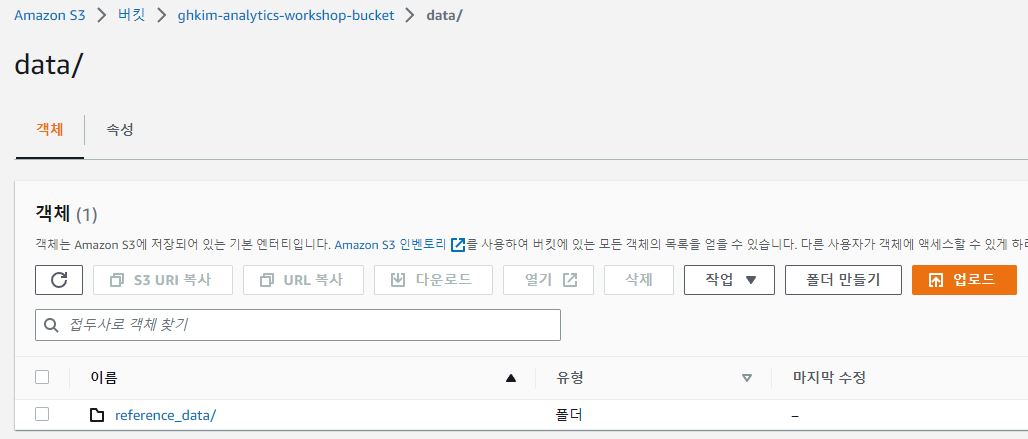 Amazon S3 > 버킷 > ghkim-analytics-workshop-bucket > data/
data/
객체 속성
객체 (1)
객체는 Amazon S3에 저장되어 있는 기본 엔터티입니다. Amazon S3 인벤토리 를 사용하여 버킷에 있는 모든 객체의 목록을 얻을 수 있습니다. 다른 사용자가 객체에 액세스할 수 있게 하려
S3 URI 복사 URL 복사 다운로드 열기 삭제 작업 폴더 만들기 업로드
접두사로 객체 찾기
이름 유형 마지막 수정
reference_data/ 폴더 –